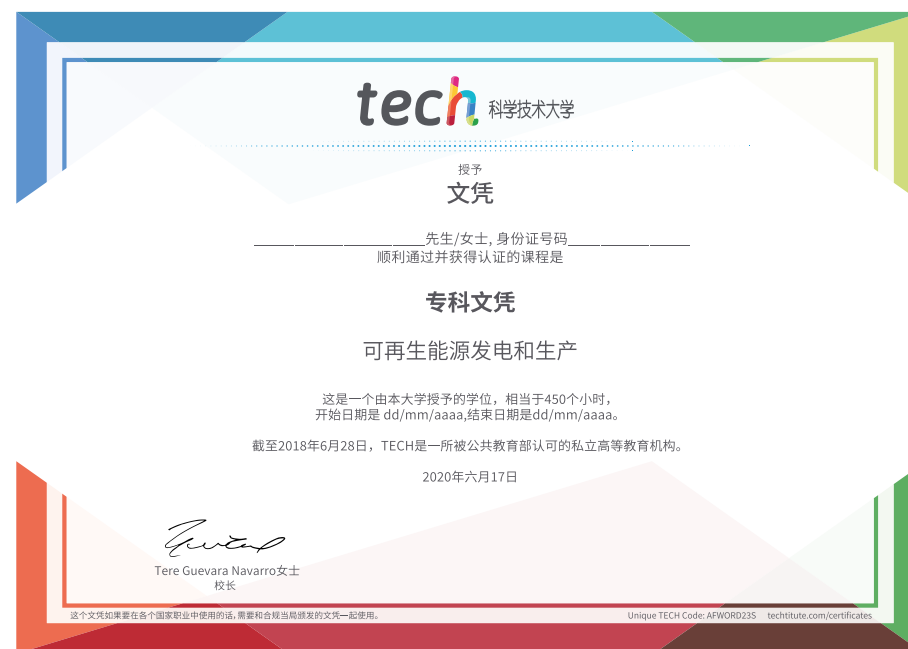 tech 科学技术大学
授予
文凭
先生/女士, 身份证号码
顺利通过并获得认证的课程是
专科文凭
可再生能源发电和生产
这是一个由本大学授予的学位，相当于450个小时，
开始日期是 dd/mm/aaaa,结束日期是dd/mm/aaaa。
截至2018年6月28日，TECH是一所被公共教育部认可的私立高等教育机构。
2020年六月17日
Tere Guevara Navarro女士
校长
这个文凭如果要在各个国家职业中使用的话,需要和合规当局颁发的文凭一起使用。
Unique TECH Code: AFWORD23S techtitute.com/certificates